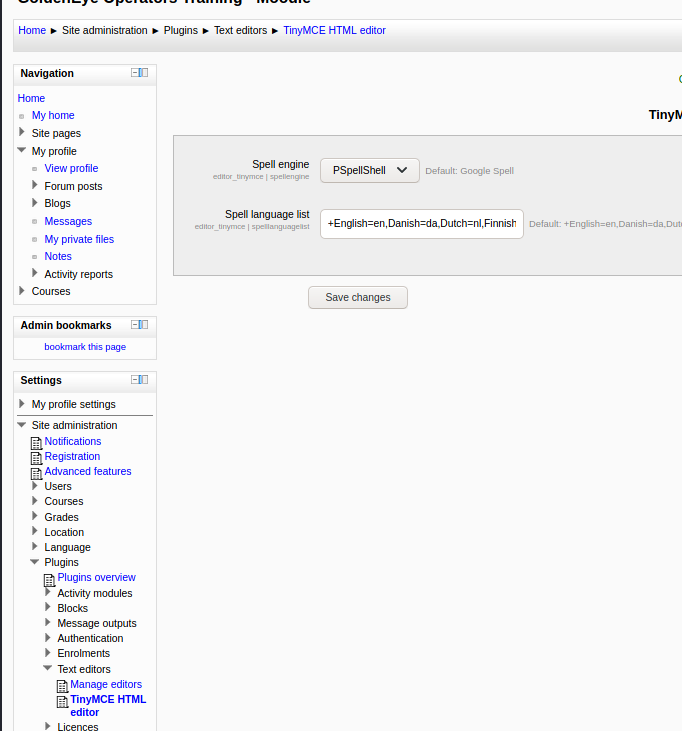 GoldenEye Operators Training - Moodle
Home ► Site administration ► Plugins ► Text editors ► TinyMCE HTML editor
Navigation
Home
My home
Site pages
My profile
View profile
Forum posts
Blogs
Messages
My private files
Notes
Activity reports
Courses
Admin bookmarks
bookmark this page
Settings
My profile settings
Site administration
Notifications
Registration
Advanced features
Users
Courses
Grades
Location
Language
Plugins
Plugins overview
Activity modules
Blocks
Message outputs
Authentication
Enrolments
Text editors
Manage editors
TinyMCE HTML
editor
Licences
TinyM
Spell engine
editor_tinymce | spellengine
PSpellShell
Default: Google Spell
Spell language list
editor_tinymce | spelllanguagelist
+English=en,Danish=da,Dutch=nl,Finnish
Default: +English=en,Danish=da,Dut
Save changes